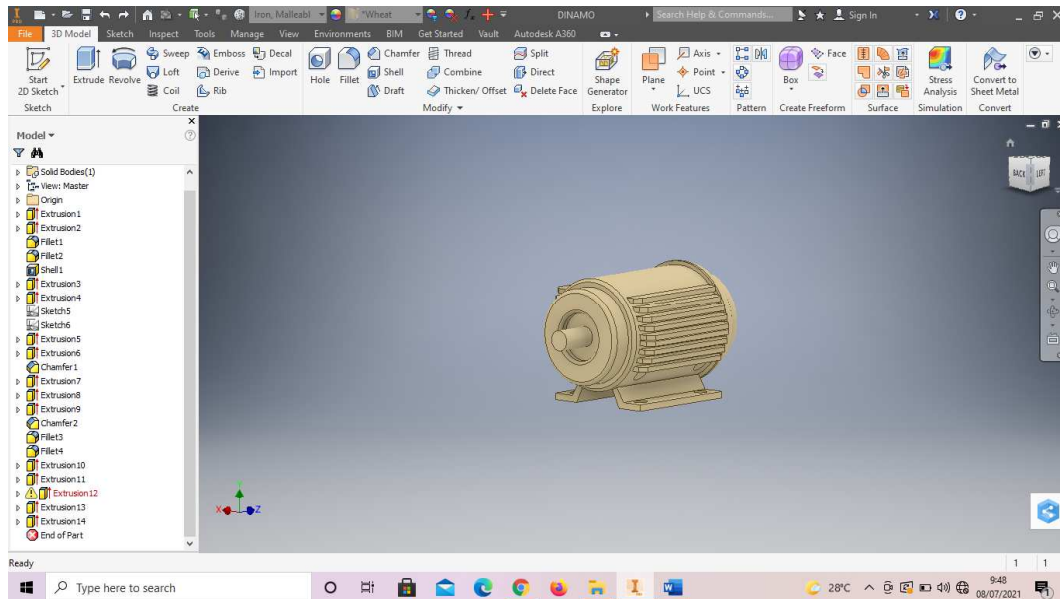 PRO
Iron, Malleabl
*Wheat
DINAMO
Search Help & Commands...
Sign In
File 3D Model Sketch Inspect Tools Manage View Environments BIM Get Started Vault Autodesk A360
Start 2D Sketch
Extrude Revolve
Sweep Emboss Decal
Loft Derive Import
Coil Rib
Hole Fillet
Chamfer Thread Split
Shell Combine Direct
Draft Thicken/ Offset Delete Face
Shape Generator
Plane
Axis
Point
UCS
Box
Face
Stress Analysis
Convert to Sheet Metal
Sketch Create Modify Explore Work Features Pattern Create Freeform Surface Simulation Convert
Model
Solid Bodies(1)
View: Master
Origin
Extrusion1
Extrusion2
Fillet1
Fillet2
Shell1
Extrusion3
Extrusion4
Sketch5
Sketch6
Extrusion5
Extrusion6
Chamfer1
Extrusion7
Extrusion8
Extrusion9
Chamfer2
Fillet3
Fillet4
Extrusion10
Extrusion11
Extrusion12
Extrusion13
Extrusion14
End of Part
BACK LEFT
X Y Z
Ready
1 1
Type here to search
28°C
9:48
08/07/2021